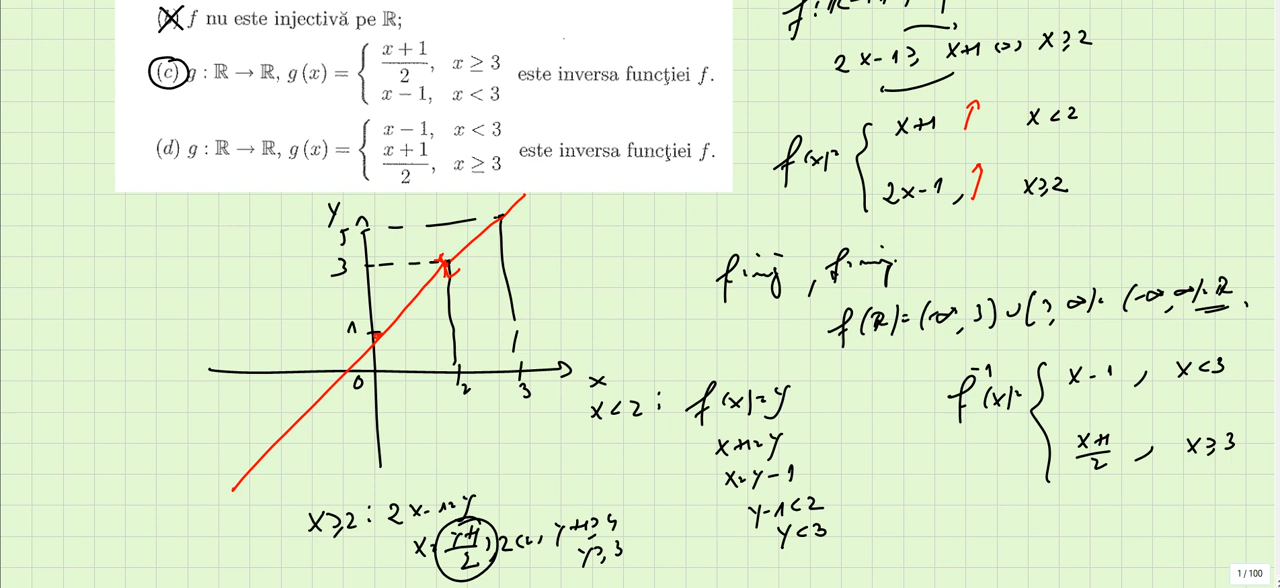 (b) f nu este injectivă pe ℝ;
(c) g : ℝ → ℝ, g (x) = { x + 1 / 2, x ≥ 3
x − 1, x < 3 este inversa funcţiei f.
(d) g : ℝ → ℝ, g (x) = { x − 1, x < 3
x + 1 / 2, x ≥ 3 este inversa funcţiei f.
2x-1 ≥ x+1 (=) x ≥ 2
f(x)= { x+1 ↑ x<2
2x-1, ↑ x≥2
y
5
3
1
0 2 3
x
f inj, f surj.
f(ℝ)=(-∞,3)∪[3,∞)=(-∞,∞)=ℝ.
f⁻¹(x)= { x-1, x<3
x+1 / 2, x≥3
x<2 : f(x)=y
x+1=y
x=y-1
y-1<2
y<3
x≥2 : 2x-1=y
x= y+1 / 2 ≥2 (=) y+1≥4
y≥3
1 / 100